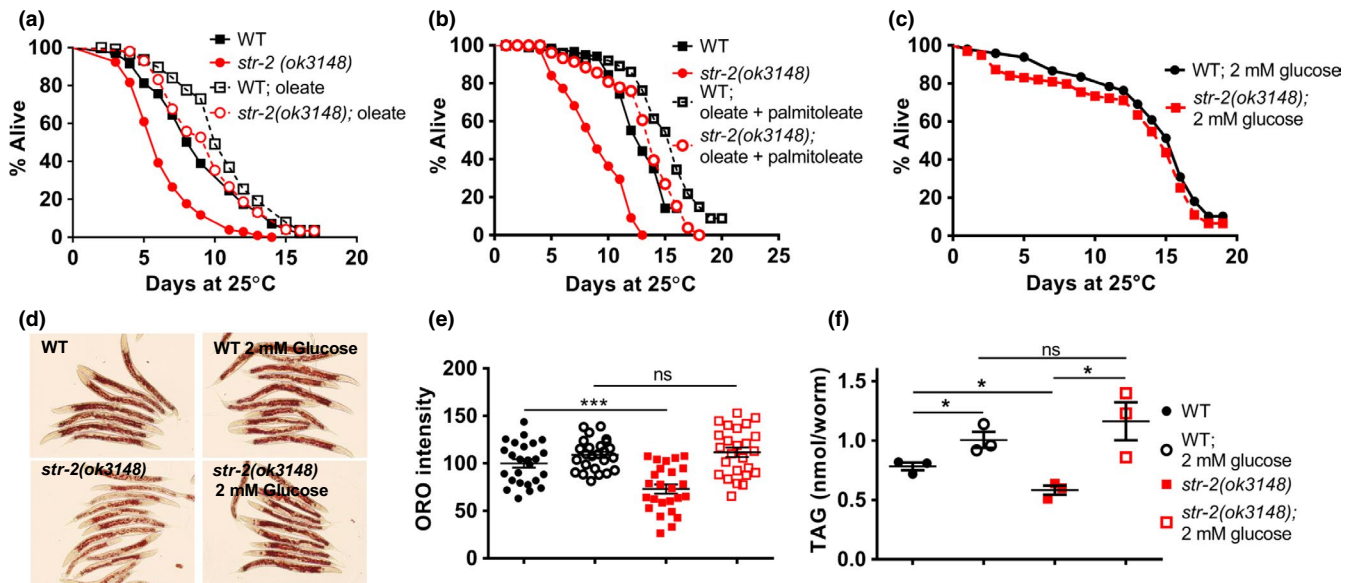 (a)
WT
str-2 (ok3148)
WT; oleate
str-2(ok3148); oleate
% Alive
100
80
60
40
20
0
0 5 10 15 20
Days at 25°C
(b)
WT
str-2(ok3148)
WT;
oleate + palmitoleate
str-2(ok3148);
oleate + palmitoleate
% Alive
100
80
60
40
20
0
0 5 10 15 20
Days at 25°C
(c)
WT; 2 mM glucose
str-2(ok3148);
2 mM glucose
% Alive
100
80
60
40
20
0
0 5 10 15 20
Days at 25°C
(d)
WT
WT 2 mM Glucose
str-2(ok3148)
str-2(ok3148)
2 mM Glucose
(e)
ORO intensity
200
150
100
50
0
***
ns
(f)
TAG (nmol/worm)
1.5
1.0
0.5
0.0
ns
*
*
*
WT
WT;
2 mM glucose
str-2(ok3148)
str-2(ok3148);
2 mM glucose